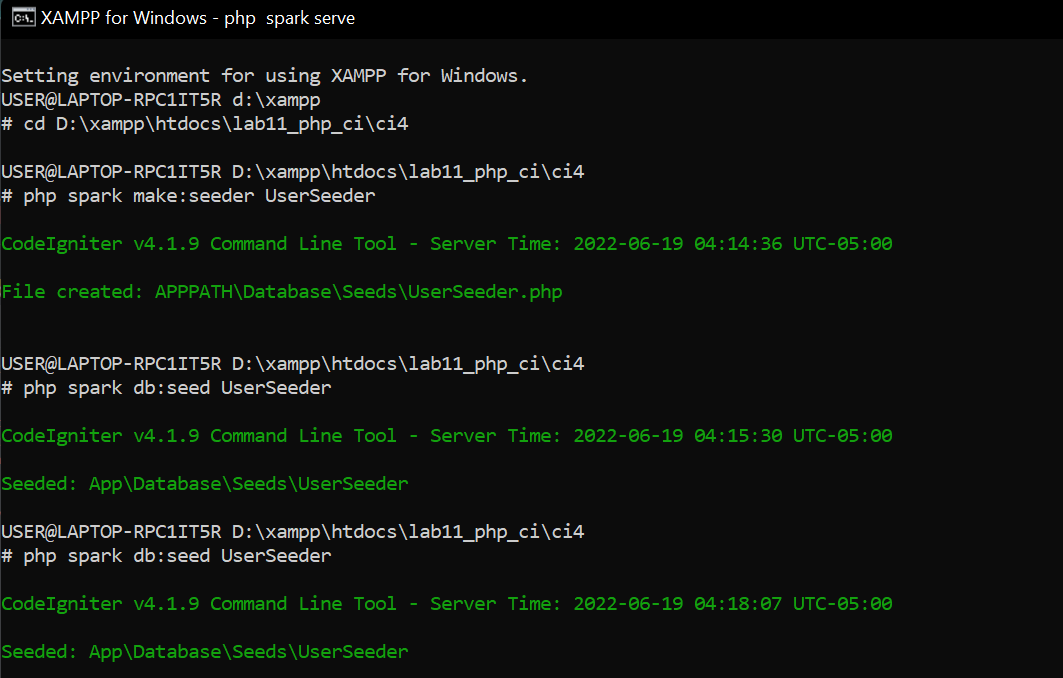 XAMPP for Windows - php  spark serve
Setting environment for using XAMPP for Windows.
USER@LAPTOP-RPC1IT5R d:\xampp
# cd D:\xampp\htdocs\lab11_php_ci\ci4
USER@LAPTOP-RPC1IT5R D:\xampp\htdocs\lab11_php_ci\ci4
# php spark make:seeder UserSeeder
CodeIgniter v4.1.9 Command Line Tool - Server Time: 2022-06-19 04:14:36 UTC-05:00
File created: APPPATH\Database\Seeds\UserSeeder.php
USER@LAPTOP-RPC1IT5R D:\xampp\htdocs\lab11_php_ci\ci4
# php spark db:seed UserSeeder
CodeIgniter v4.1.9 Command Line Tool - Server Time: 2022-06-19 04:15:30 UTC-05:00
Seeded: App\Database\Seeds\UserSeeder
USER@LAPTOP-RPC1IT5R D:\xampp\htdocs\lab11_php_ci\ci4
# php spark db:seed UserSeeder
CodeIgniter v4.1.9 Command Line Tool - Server Time: 2022-06-19 04:18:07 UTC-05:00
Seeded: App\Database\Seeds\UserSeeder